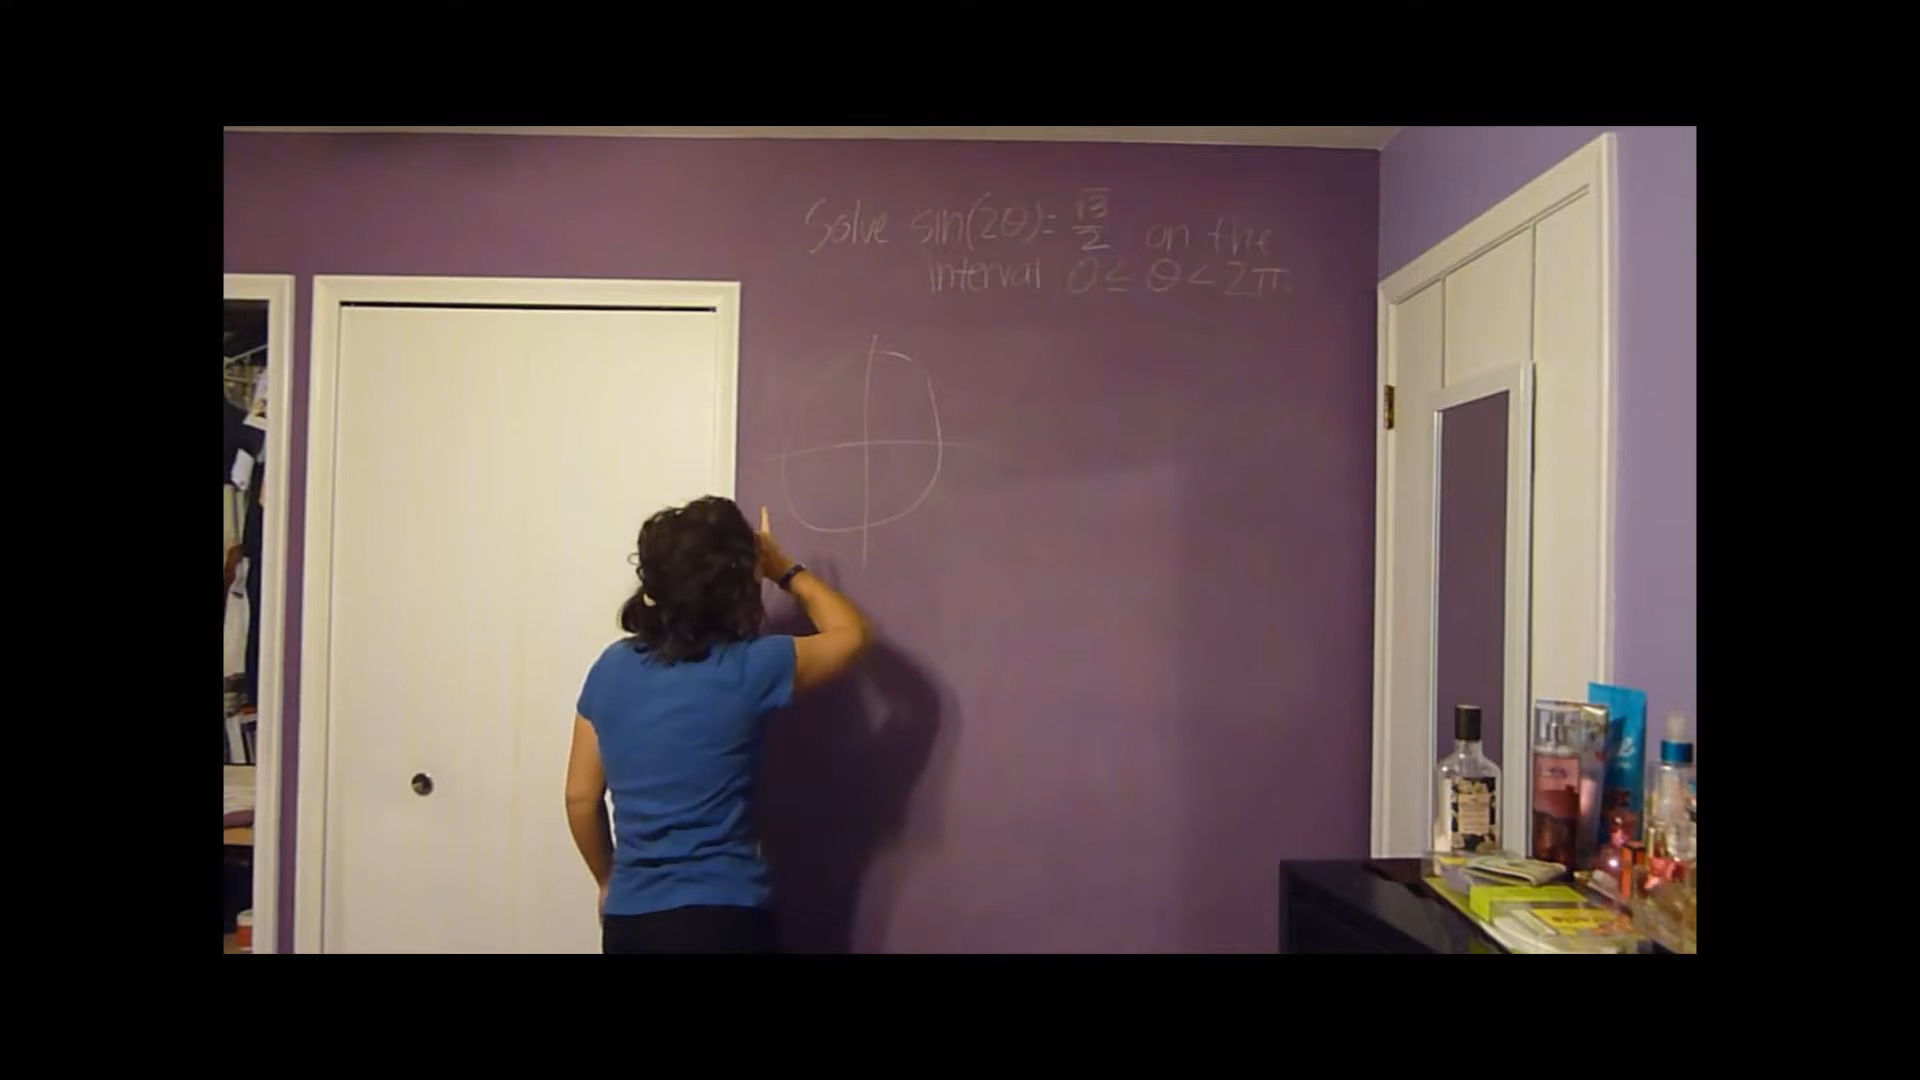 Solve sin(2θ)= √3/2 on the
interval 0 ≤ θ < 2π.